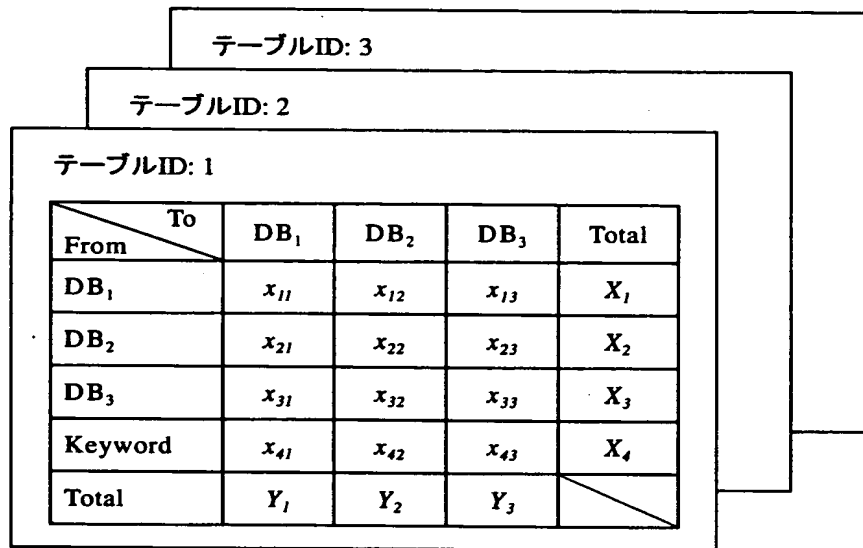 テーブルID: 3
テーブルID: 2
テーブルID: 1
To
From DB₁ DB₂ DB₃ Total
DB₁ x₁₁ x₁₂ x₁₃ X₁
DB₂ x₂₁ x₂₂ x₂₃ X₂
DB₃ x₃₁ x₃₂ x₃₃ X₃
Keyword x₄₁ x₄₂ x₄₃ X₄
Total Y₁ Y₂ Y₃